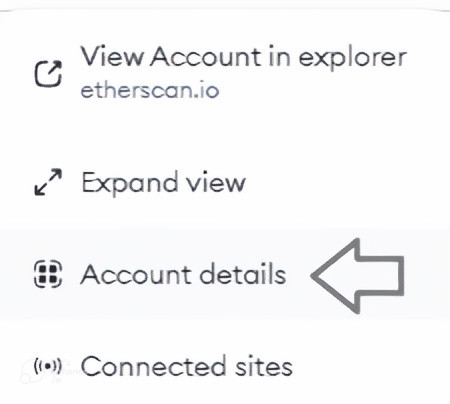 View Account in explorer
etherscan.io
Expand view
Account details
Connected sites